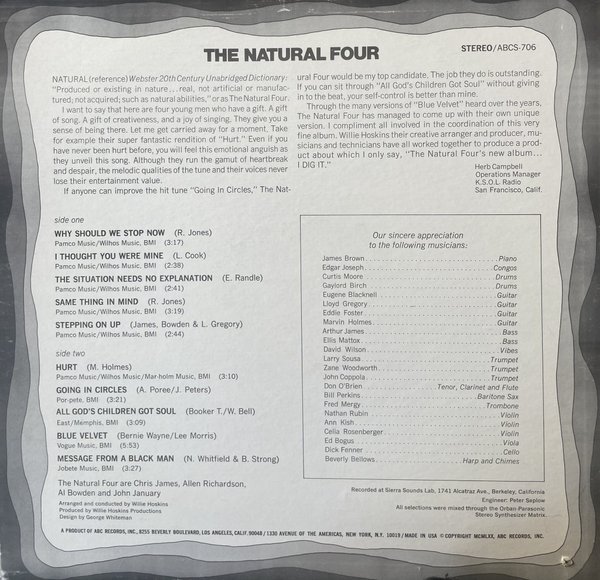 THE NATURAL FOUR
STEREO/ABCS-706
NATURAL (reference) Webster 20th Century Unabridged Dictionary:
"Produced or existing in nature...real, not artificial or manufac-
tured; not acquired; such as natural abilities," or as The Natural Four.
I want to say that here are four young men who have a gift. A gift
of song. A gift of creativeness, and a joy of singing. They give you a
sense of being there. Let me get carried away for a moment. Take
for example their super fantastic rendition of "Hurt." Even if you
have never been hurt before, you will feel this emotional anguish as
they unveil this song. Although they run the gamut of heartbreak
and despair, the melodic qualities of the tune and their voices never
lose their entertainment value.
If anyone can improve the hit tune "Going In Circles," The Nat-
ural Four would be my top candidate. The job they do is outstanding.
If you can sit through "All God's Children Got Soul" without giving
in to the beat, your self-control is better than mine.
Through the many versions of "Blue Velvet" heard over the years,
The Natural Four has managed to come up with their own unique
version. I compliment all involved in the coordination of this very
fine album. Willie Hoskins their creative arranger and producer, mu-
sicians and technicians have all worked together to produce a pro-
duct about which I only say, "The Natural Four's new album...
I DIG IT."
Herb Campbell
Operations Manager
K.S.O.L. Radio
San Francisco, Calif.
side one
WHY SHOULD WE STOP NOW (R. Jones)
Pamco Music/Wilhos Music, BMI (3:17)
I THOUGHT YOU WERE MINE (L. Cook)
Pamco Music/Wilhos Music, BMI (2:38)
THE SITUATION NEEDS NO EXPLANATION (E. Randle)
Pamco Music/Wilhos Music, BMI (2:41)
SAME THING IN MIND (R. Jones)
Pamco Music/Wilhos Music, BMI (3:19)
STEPPING ON UP (James, Bowden & L. Gregory)
Pamco Music/Wilhos Music, BMI (2:44)
side two
HURT (M. Holmes)
Pamco Music/Wilhos Music/Mar-holm Music, BMI (3:10)
GOING IN CIRCLES (A. Poree/J. Peters)
Por-pete, BMI (3:21)
ALL GOD'S CHILDREN GOT SOUL (Booker T./W. Bell)
East/Memphis, BMI (3:09)
BLUE VELVET (Bernie Wayne/Lee Morris)
Vogue Music, BMI (5:53)
MESSAGE FROM A BLACK MAN (N. Whitfield & B. Strong)
Jobete Music, BMI (3:27)
The Natural Four are Chris James, Allen Richardson,
Al Bowden and John January
Arranged and conducted by Willie Hoskins
Produced by Willie Hoskins Productions
Design by George Whiteman
Our sincere appreciation
to the following musicians:
James Brown Piano
Edgar Joseph Congos
Curtis Moore Drums
Gaylord Birch Drums
Eugene Blacknell Guitar
Lloyd Gregory Guitar
Eddie Foster Guitar
Marvin Holmes Guitar
Arthur James Bass
Ellis Mattox Bass
David Wilson Vibes
Larry Sousa Trumpet
Zane Woodworth Trumpet
John Coppola Trumpet
Don O'Brien Tenor, Clarinet and Flute
Bill Perkins Baritone Sax
Fred Mergy Trombone
Nathan Rubin Violin
Ann Kish Violin
Celia Rosenberger Violin
Ed Bogus Viola
Dick Fenner Cello
Beverly Bellows Harp and Chimes
Recorded at Sierra Sounds Lab, 1741 Alcatraz Ave., Berkeley, California
Engineer: Peter Seplow
All selections were mixed through the Orban-Parasonic
Stereo Synthesizer Matrix.
A PRODUCT OF ABC RECORDS, INC., 8255 BEVERLY BOULEVARD, LOS ANGELES, CALIF. 90048 / 1330 AVENUE OF THE AMERICAS, NEW YORK, N.Y. 10019 / MADE IN USA © COPYRIGHT MCMLXX, ABC RECORDS, INC.